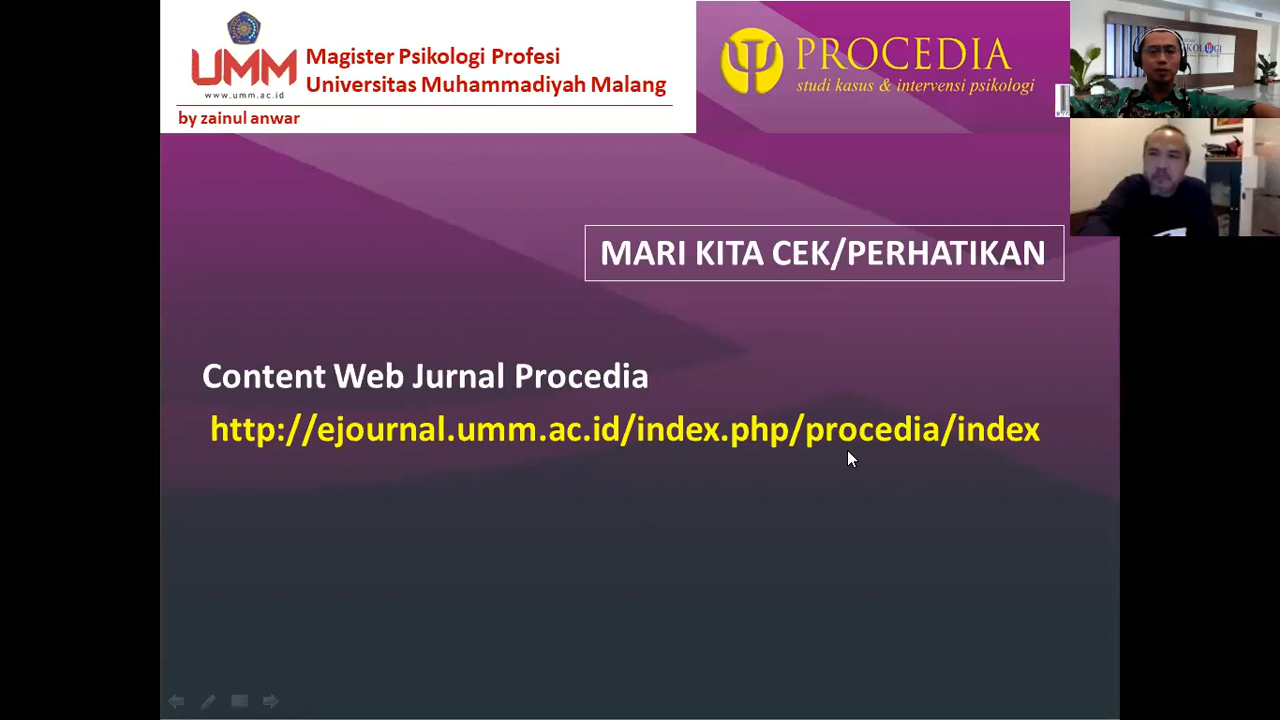 UMM
www.umm.ac.id
Magister Psikologi Profesi
Universitas Muhammadiyah Malang
by zainul anwar
PROCEDIA
studi kasus & intervensi psikologi
MARI KITA CEK/PERHATIKAN
Content Web Jurnal Procedia
http://ejournal.umm.ac.id/index.php/procedia/index